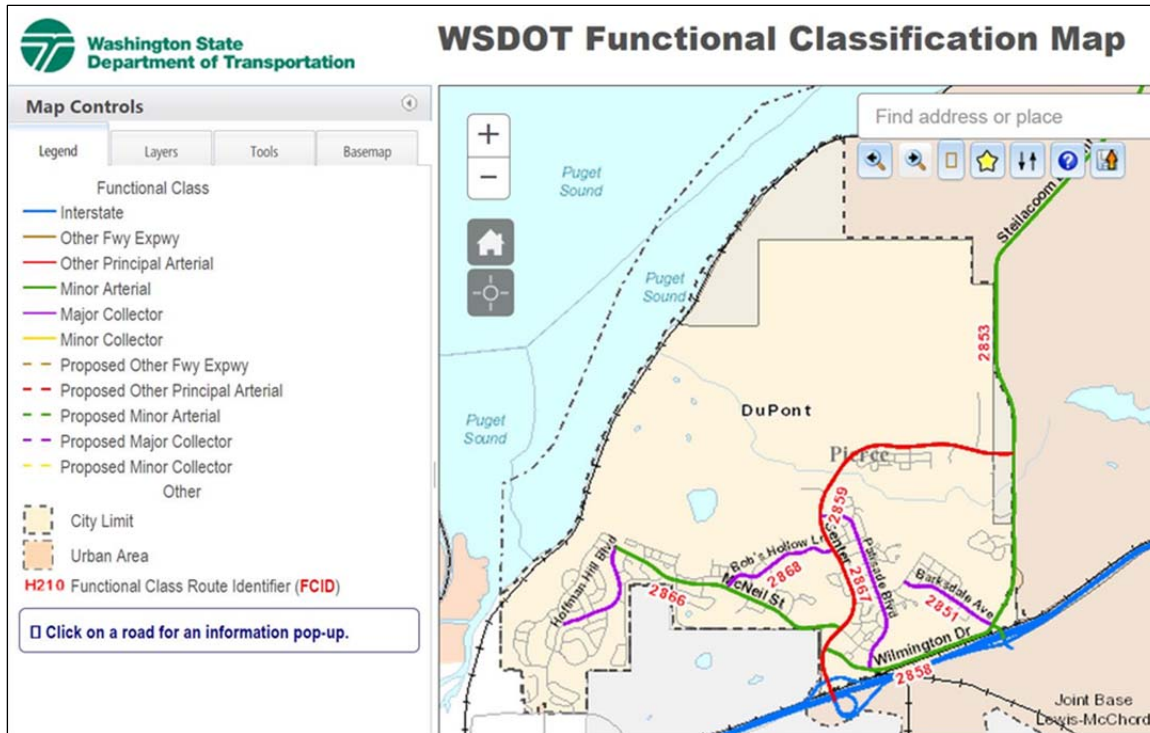 Washington State
Department of Transportation
WSDOT Functional Classification Map
Map Controls
Legend
Layers
Tools
Basemap
Functional Class
Interstate
Other Fwy Expwy
Other Principal Arterial
Minor Arterial
Major Collector
Minor Collector
Proposed Other Fwy Expwy
Proposed Other Principal Arterial
Proposed Minor Arterial
Proposed Major Collector
Proposed Minor Collector
Other
City Limit
Urban Area
H210 Functional Class Route Identifier (FCID)
Click on a road for an information pop-up.
+
−
Find address or place
Puget
Sound
Puget
Sound
Puget
Sound
Steilacoom
2853
DuPont
Pierce
2859
Center
Bob's Hollow Ln
2868
Palisade Blvd
2867
Hoffman Hill Blvd
2866
McNeil St
Barksdale Ave
2851
Wilmington Dr
2858
Joint Base
Lewis-McChord